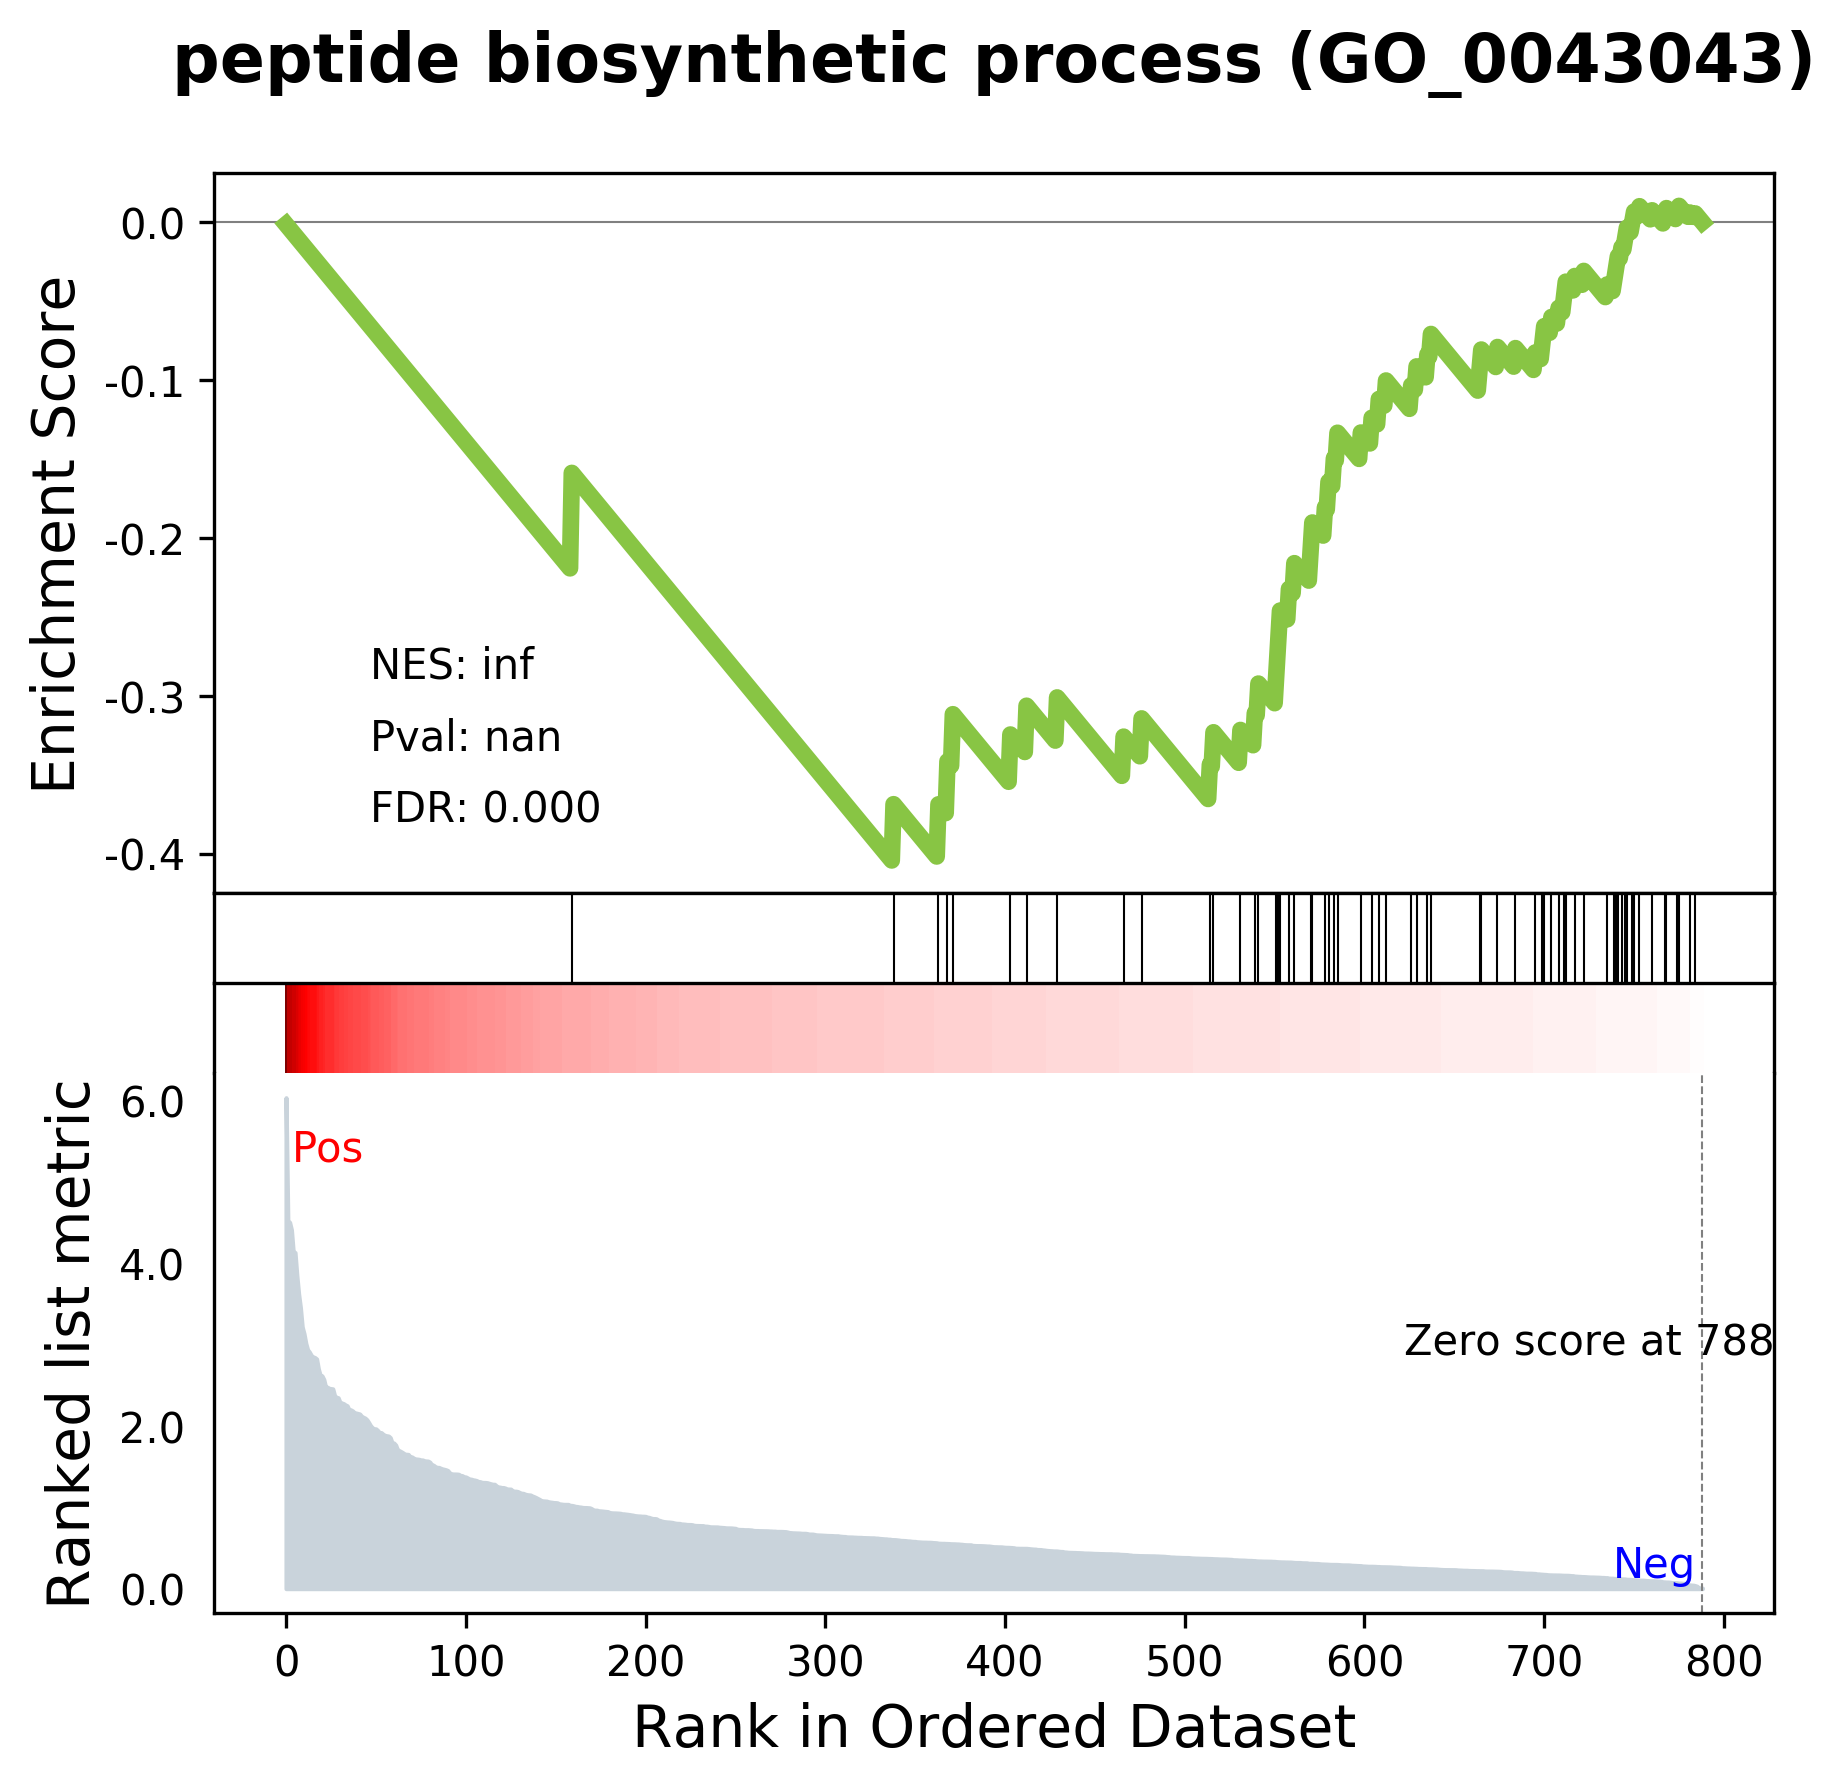 peptide biosynthetic process (GO_0043043)
Enrichment Score
0.0
-0.1
-0.2
-0.3
-0.4
NES: inf
Pval: nan
FDR: 0.000
Ranked list metric
6.0
4.0
2.0
0.0
Pos
Zero score at 788
Neg
0 100 200 300 400 500 600 700 800
Rank in Ordered Dataset